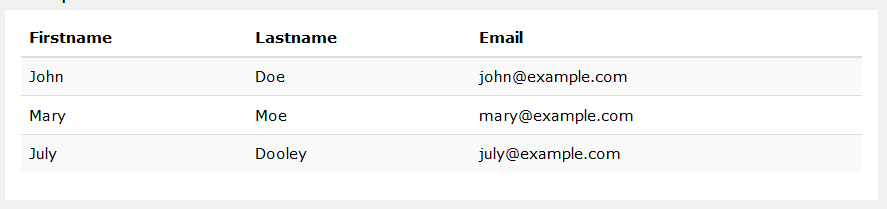 Firstname Lastname Email
John Doe john@example.com
Mary Moe mary@example.com
July Dooley july@example.com